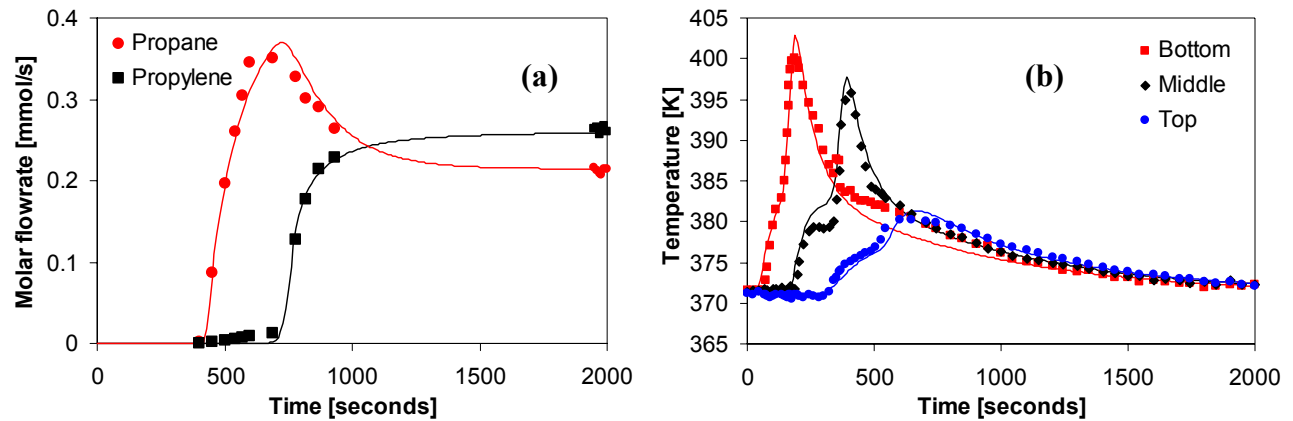 0.4
0.3
0.2
0.1
0
Molar flowrate [mmol/s]
Propane
Propylene
(a)
0 500 1000 1500 2000
Time [seconds]
405
400
395
390
385
380
375
370
365
Temperature [K]
(b)
Bottom
Middle
Top
0 500 1000 1500 2000
Time [seconds]